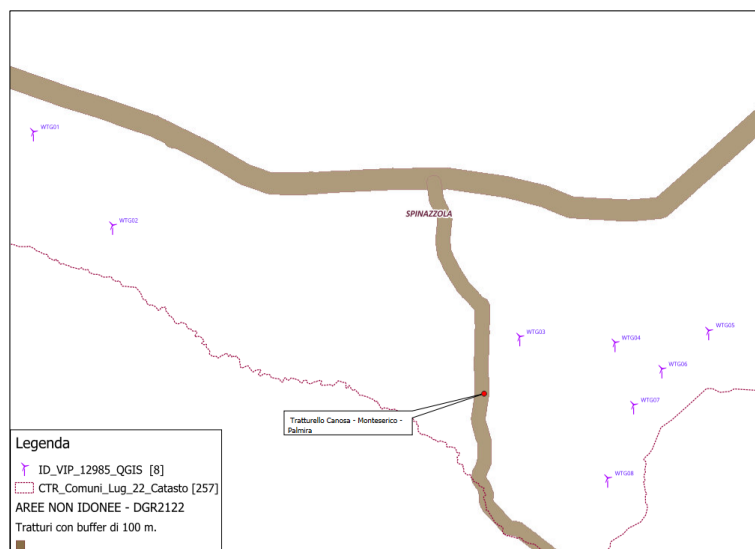 WTG01
WTG02
SPINAZZOLA
WTG03
WTG04
WTG05
WTG06
WTG07
WTG08
Tratturello Canosa - Monteserico -
Palmira
Legenda
ID_VIP_12985_QGIS [8]
CTR_Comuni_Lug_22_Catasto [257]
AREE NON IDONEE - DGR2122
Tratturi con buffer di 100 m.